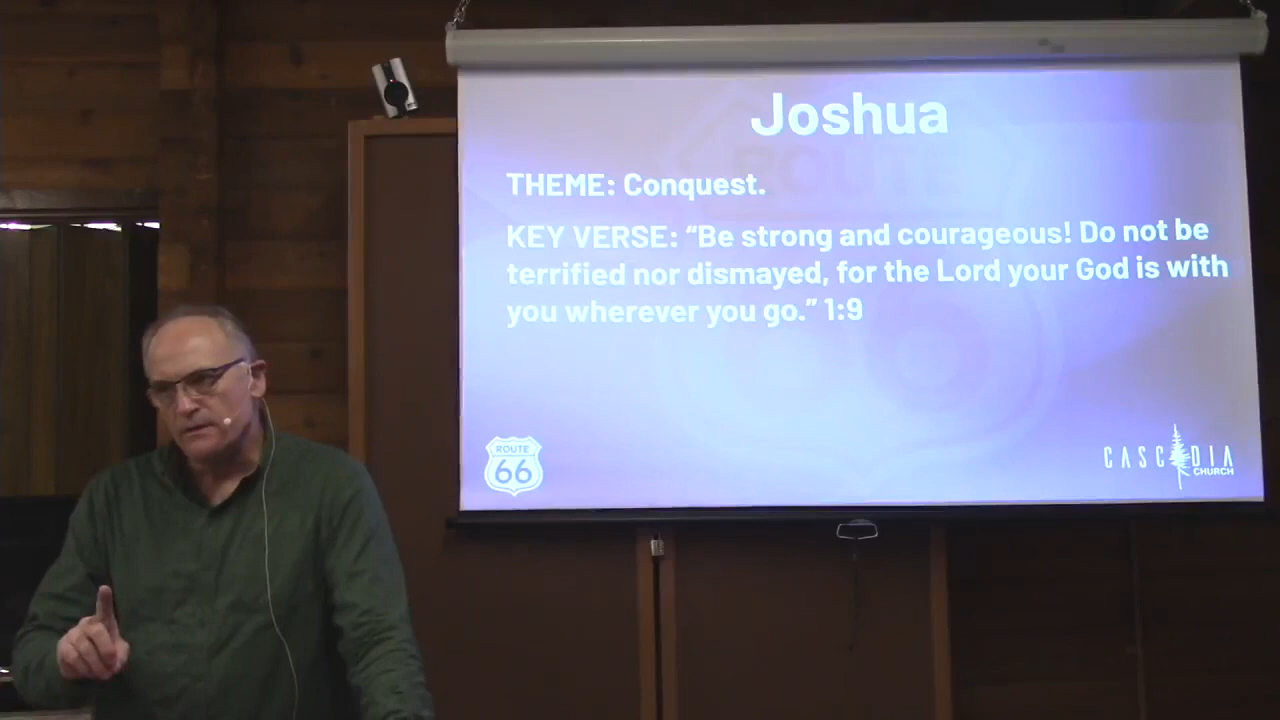 Joshua
THEME: Conquest.
KEY VERSE: “Be strong and courageous! Do not be
terrified nor dismayed, for the Lord your God is with
you wherever you go.” 1:9
ROUTE
66
CASCADIA
CHURCH